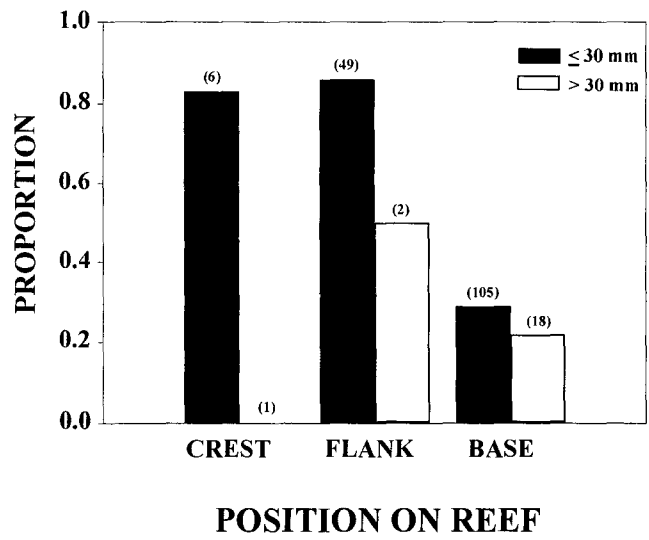 1.0
0.8
0.6
0.4
0.2
0.0
PROPORTION
≤ 30 mm
> 30 mm
(6)
(49)
(2)
(105)
(18)
(1)
CREST FLANK BASE
POSITION ON REEF